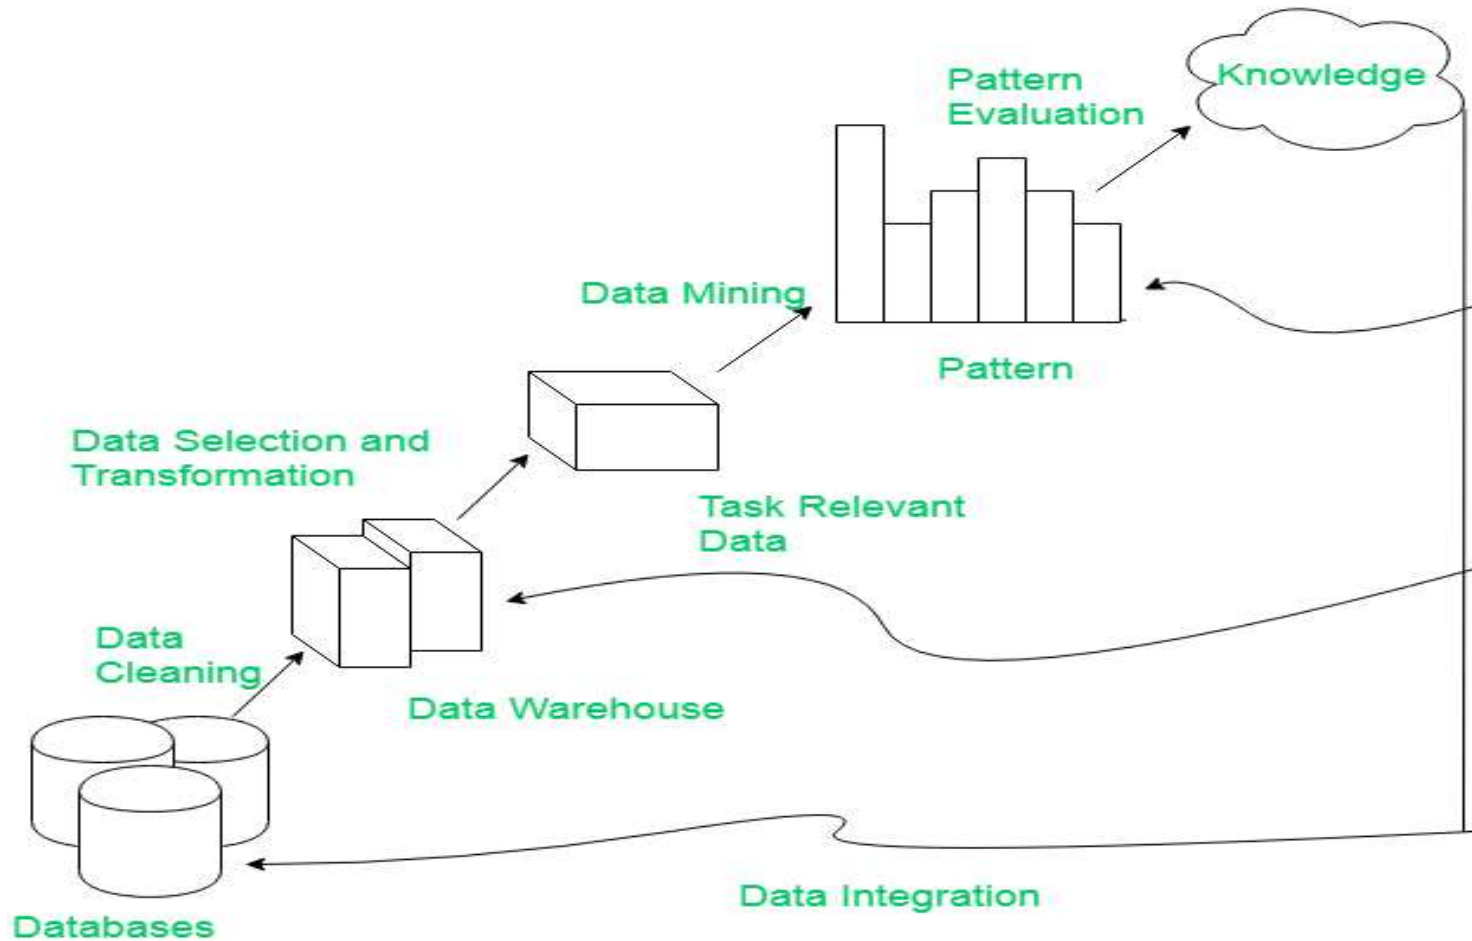 Pattern
Evaluation
Knowledge
Data Mining
Pattern
Data Selection and
Transformation
Task Relevant
Data
Data
Cleaning
Data Warehouse
Data Integration
Databases